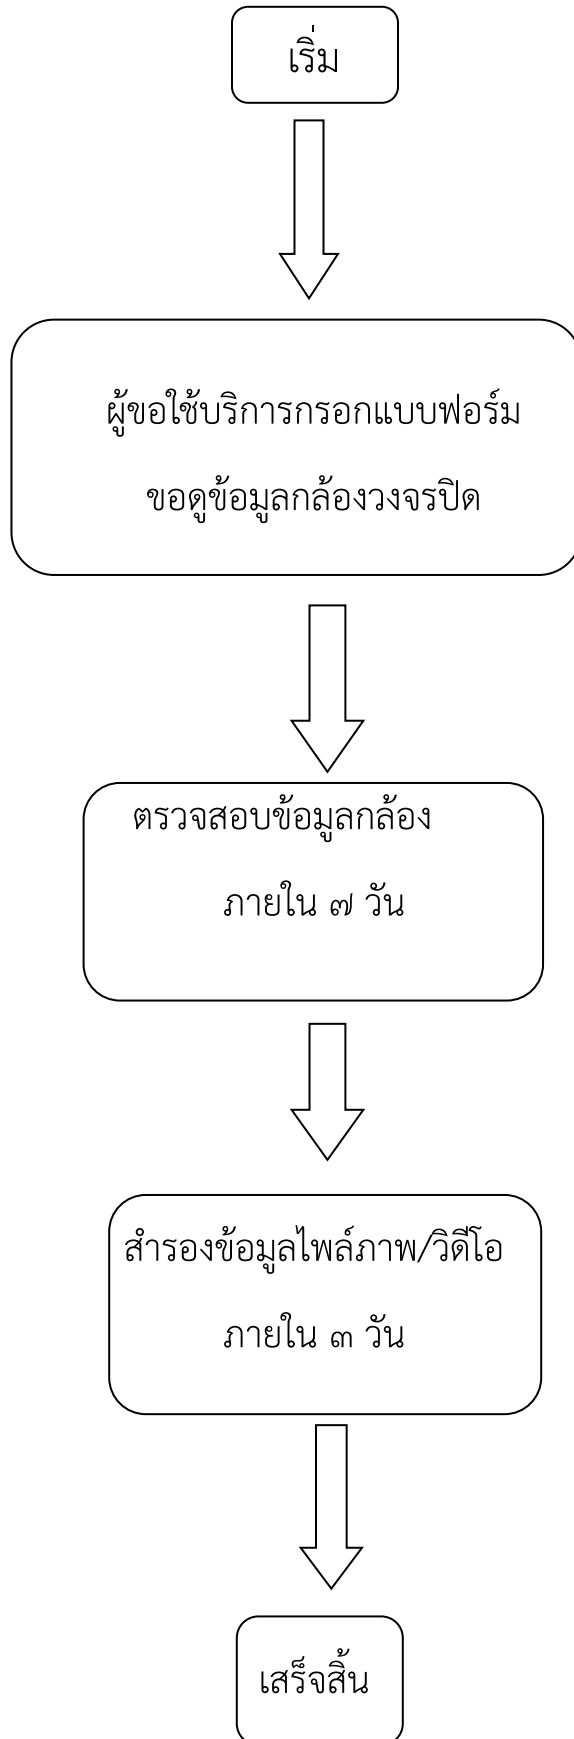 เริ่ม
ผู้ขอใช้บริการกรอกแบบฟอร์ม
ขอดูข้อมูลกล้องวงจรปิด
ตรวจสอบข้อมูลกล้อง
ภายใน ๗ วัน
สำรองข้อมูลไพล์ภาพ/วิดีโอ
ภายใน ๓ วัน
เสร็จสิ้น